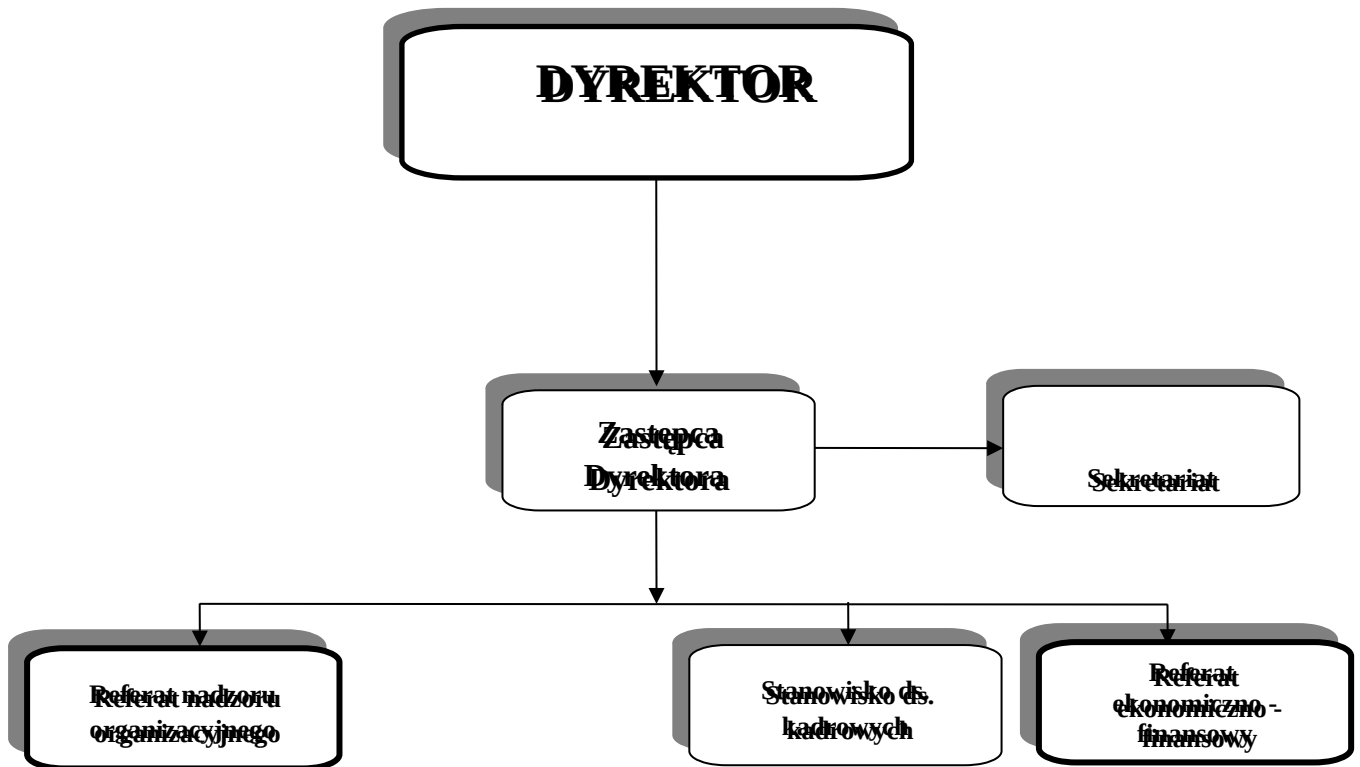 DYREKTOR
Zastępca
Dyrektora
Sekretariat
Referat nadzoru
organizacyjnego
Stanowisko ds.
kadrowych
Referat
ekonomiczno -
finansowy